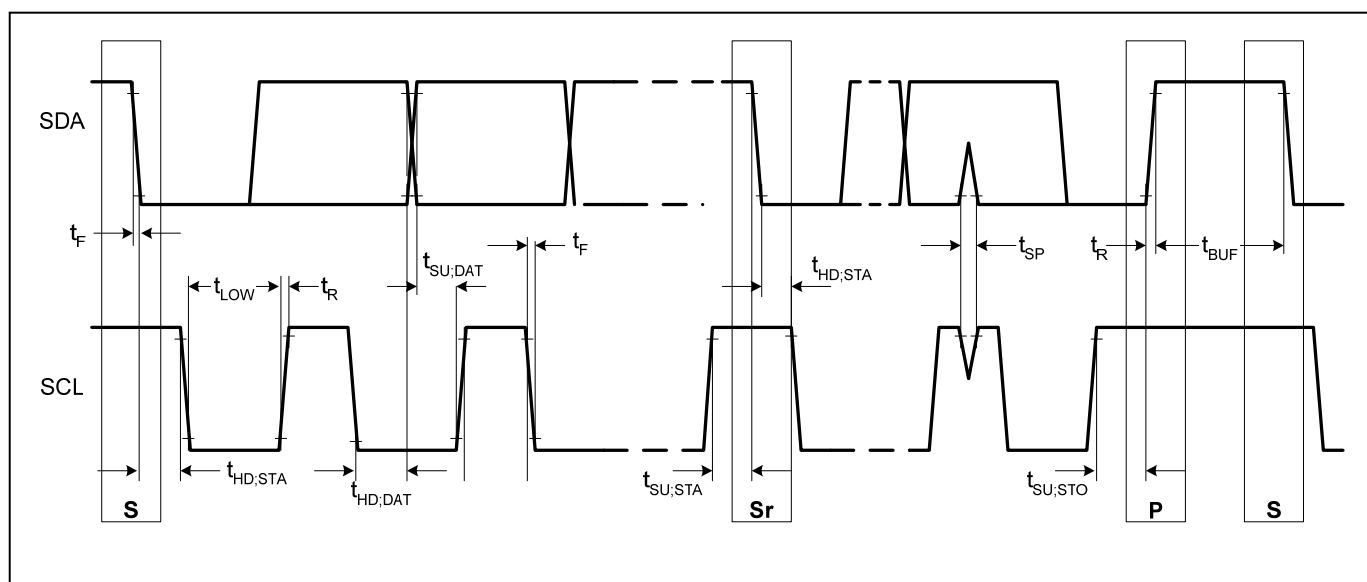 SDA
tF
tLOW
tR
tSU;DAT
tF
tHD;STA
tSP
tR
tBUF
SCL
tHD;STA
tHD;DAT
tSU;STA
tSU;STO
S
Sr
P
S